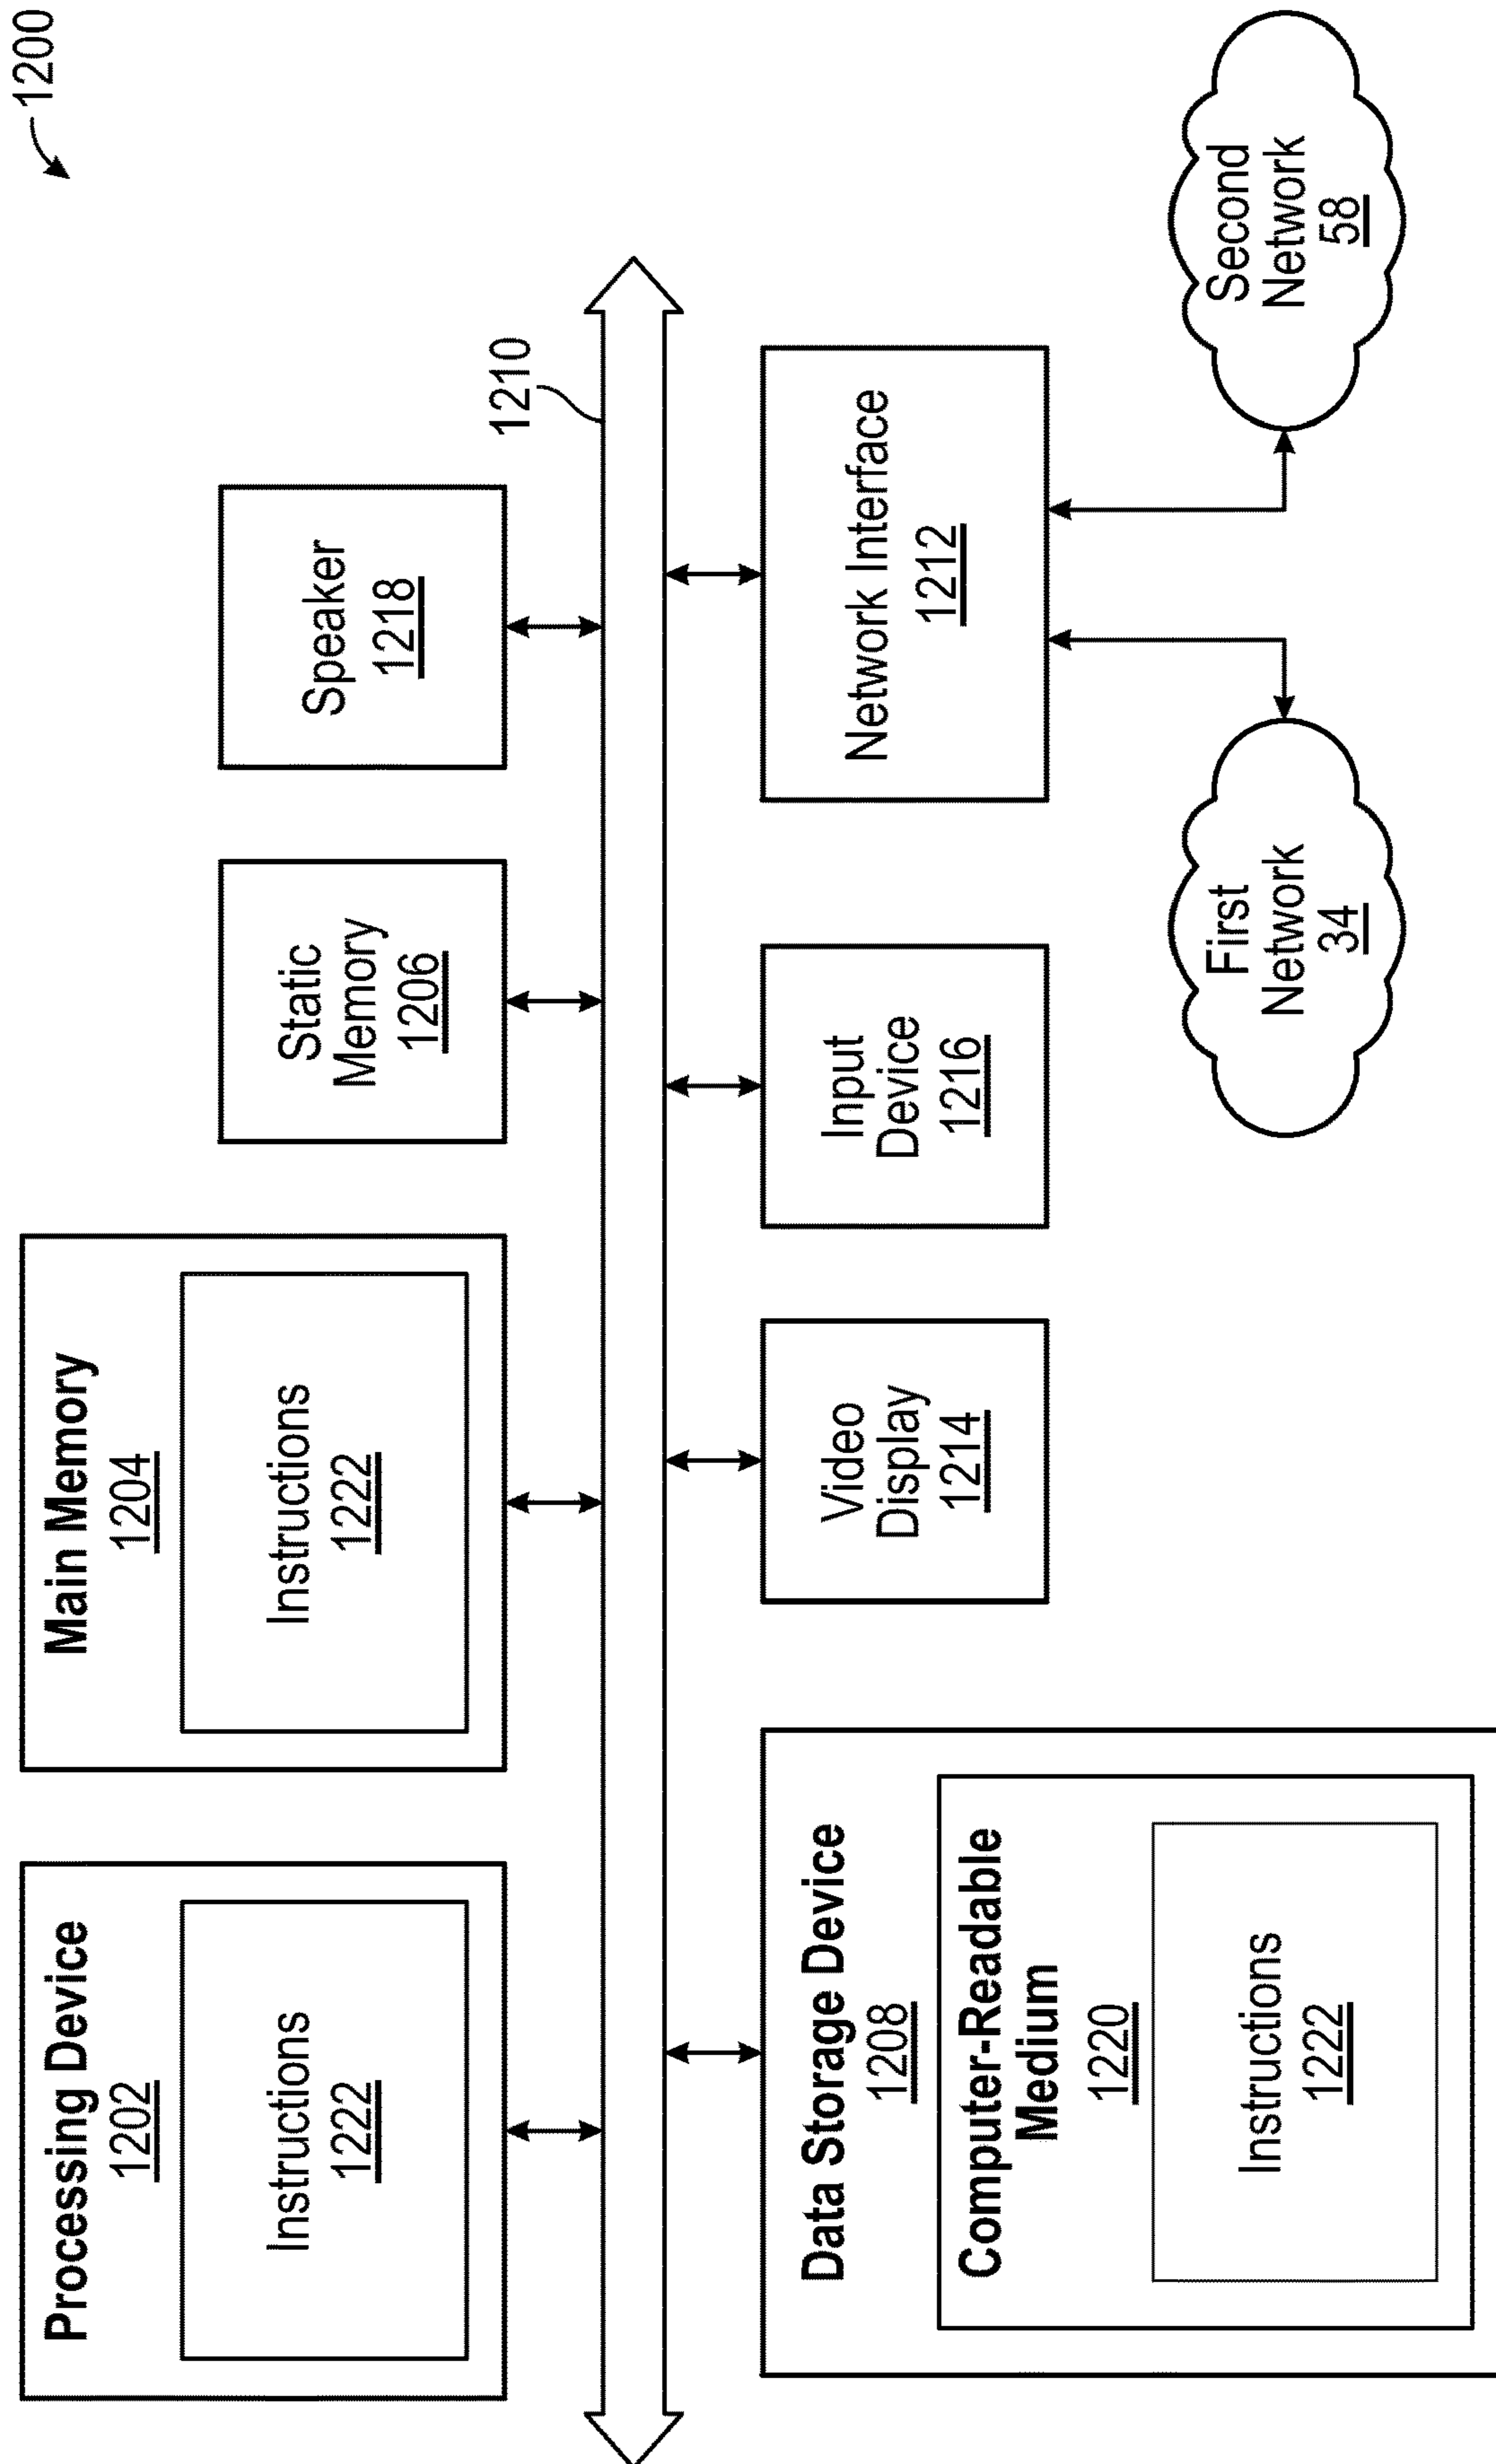 1200
Processing Device
1202
Instructions
1222
Main Memory
1204
Instructions
1222
Static
Memory
1206
Speaker
1218
1210
Data Storage Device
1208
Computer-Readable
Medium
1220
Instructions
1222
Video
Display
1214
Input
Device
1216
Network Interface
1212
First
Network
34
Second
Network
58